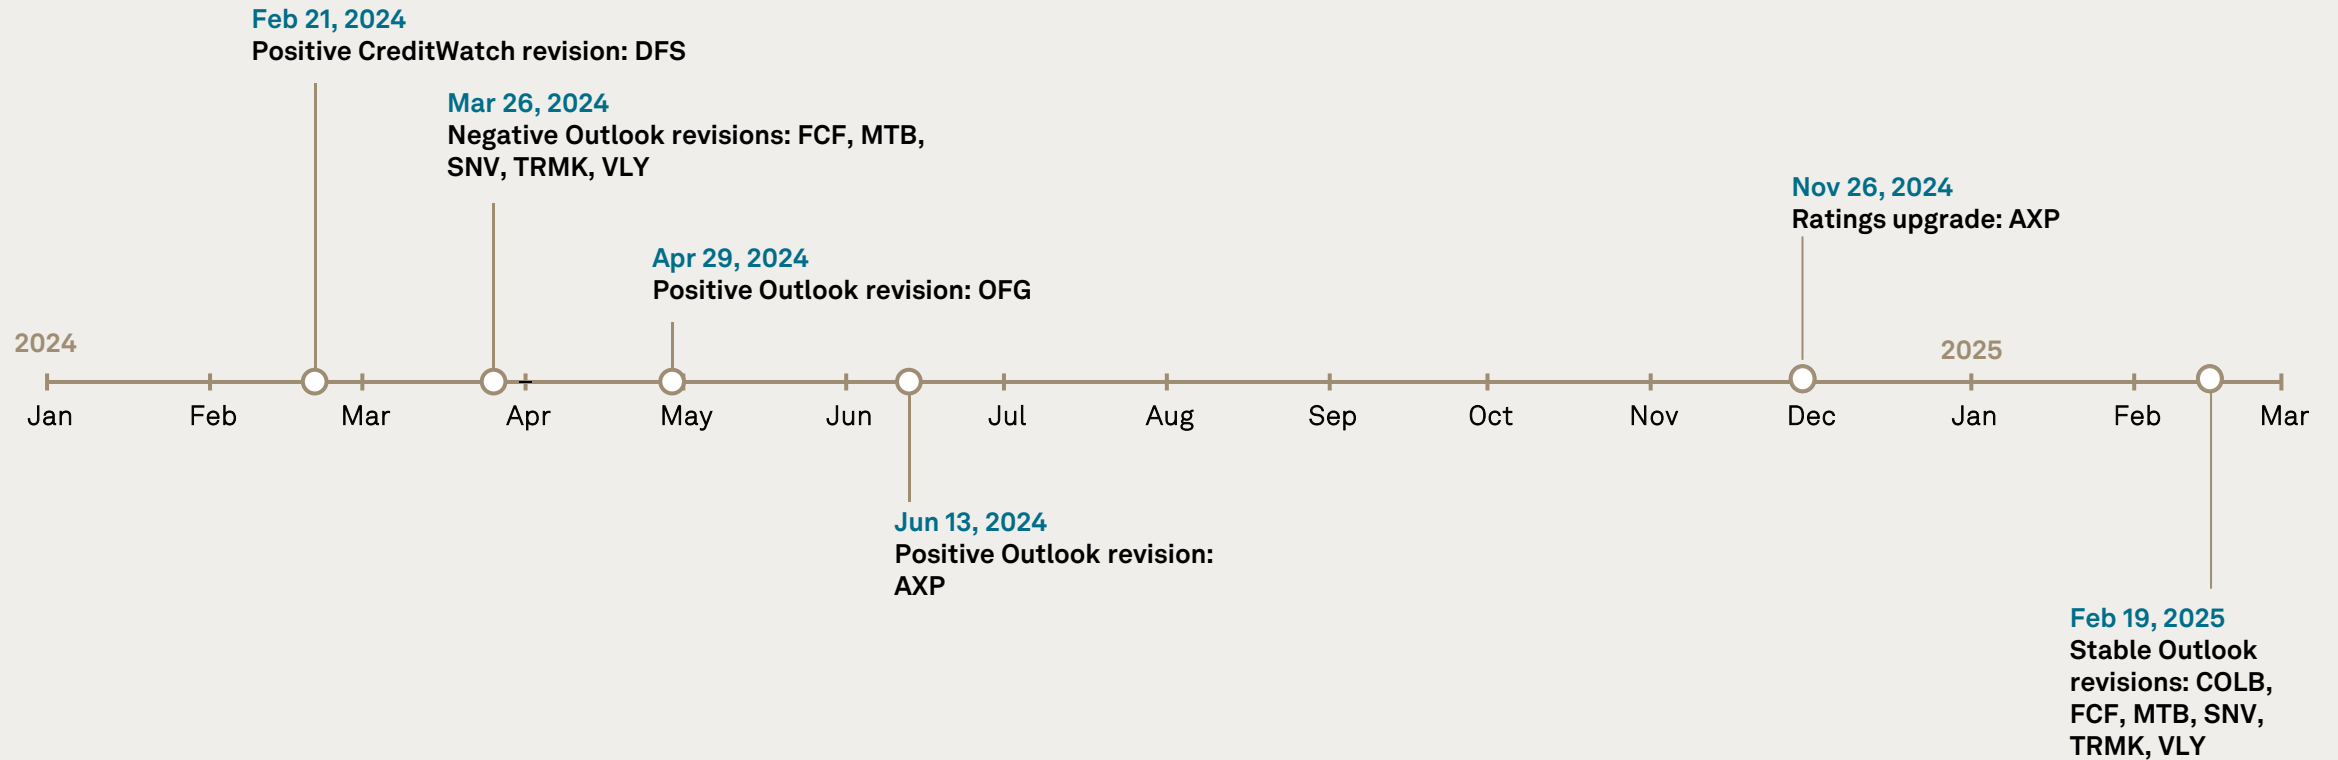 Feb 21, 2024
Positive CreditWatch revision: DFS
Mar 26, 2024
Negative Outlook revisions: FCF, MTB,
SNV, TRMK, VLY
Apr 29, 2024
Positive Outlook revision: OFG
Nov 26, 2024
Ratings upgrade: AXP
2024
2025
Jan Feb Mar Apr May Jun Jul Aug Sep Oct Nov Dec Jan Feb Mar
Jun 13, 2024
Positive Outlook revision:
AXP
Feb 19, 2025
Stable Outlook
revisions: COLB,
FCF, MTB, SNV,
TRMK, VLY